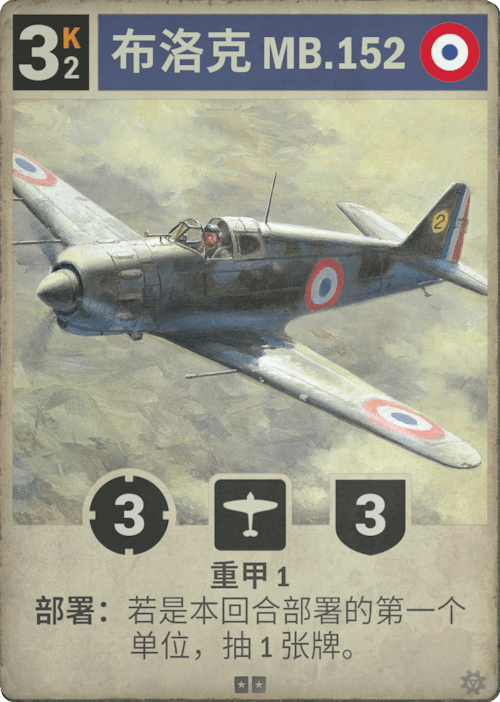 3 K 2 布洛克 MB.152
2
3 3
重甲 1
部署：若是本回合部署的第一个
单位，抽 1 张牌。